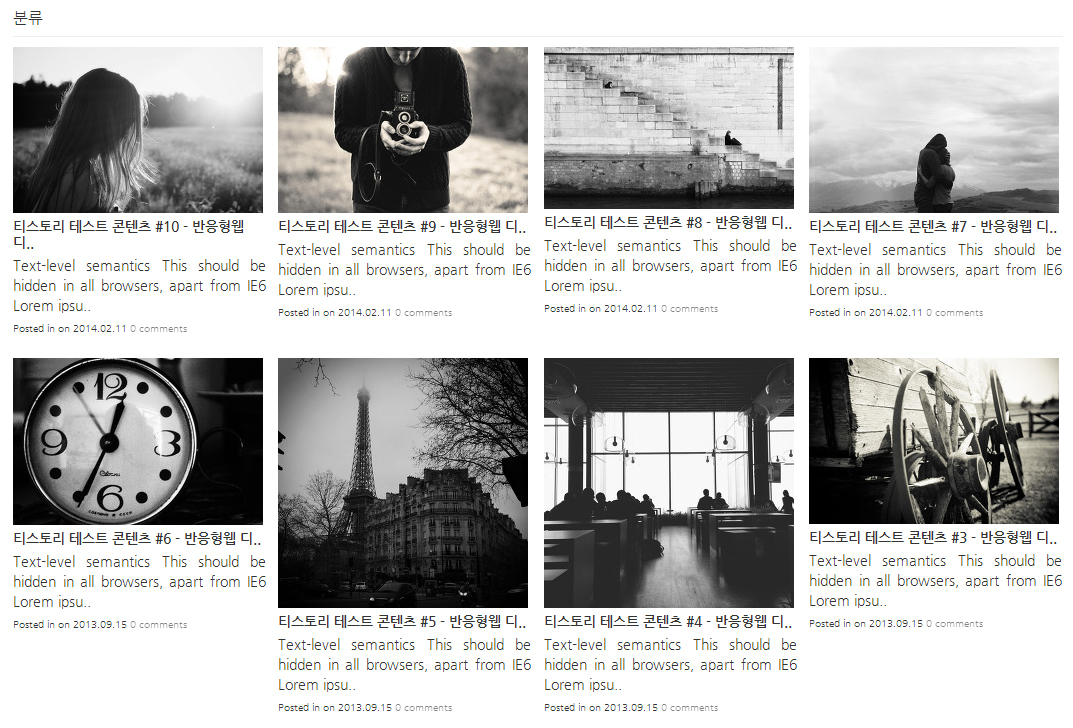 분류
티스토리 테스트 콘텐츠 #10 - 반응형웹
디..
Text-level semantics This should be
hidden in all browsers, apart from IE6
Lorem ipsu..
Posted in on 2014.02.11 0 comments
티스토리 테스트 콘텐츠 #9 - 반응형웹 디..
Text-level semantics This should be
hidden in all browsers, apart from IE6
Lorem ipsu..
Posted in on 2014.02.11 0 comments
티스토리 테스트 콘텐츠 #8 - 반응형웹 디..
Text-level semantics This should be
hidden in all browsers, apart from IE6
Lorem ipsu..
Posted in on 2014.02.11 0 comments
티스토리 테스트 콘텐츠 #7 - 반응형웹 디..
Text-level semantics This should be
hidden in all browsers, apart from IE6
Lorem ipsu..
Posted in on 2014.02.11 0 comments
12
9 3
6
티스토리 테스트 콘텐츠 #6 - 반응형웹 디..
Text-level semantics This should be
hidden in all browsers, apart from IE6
Lorem ipsu..
Posted in on 2013.09.15 0 comments
티스토리 테스트 콘텐츠 #5 - 반응형웹 디..
Text-level semantics This should be
hidden in all browsers, apart from IE6
Lorem ipsu..
Posted in on 2013.09.15 0 comments
티스토리 테스트 콘텐츠 #4 - 반응형웹 디..
Text-level semantics This should be
hidden in all browsers, apart from IE6
Lorem ipsu..
Posted in on 2013.09.15 0 comments
티스토리 테스트 콘텐츠 #3 - 반응형웹 디..
Text-level semantics This should be
hidden in all browsers, apart from IE6
Lorem ipsu..
Posted in on 2013.09.15 0 comments